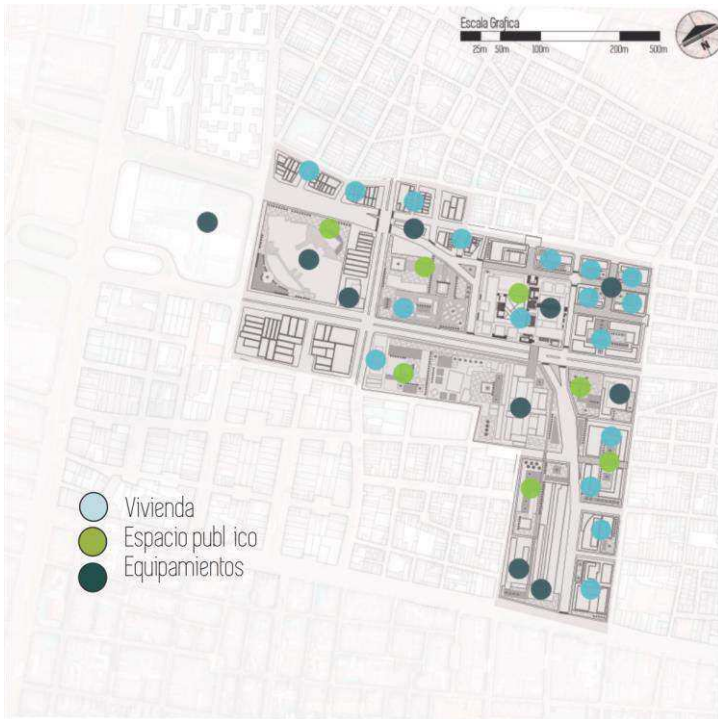 Escala Grafica
25m 50m 100m 200m 500m
N
Vivienda
Espacio publ ico
Equipamientos